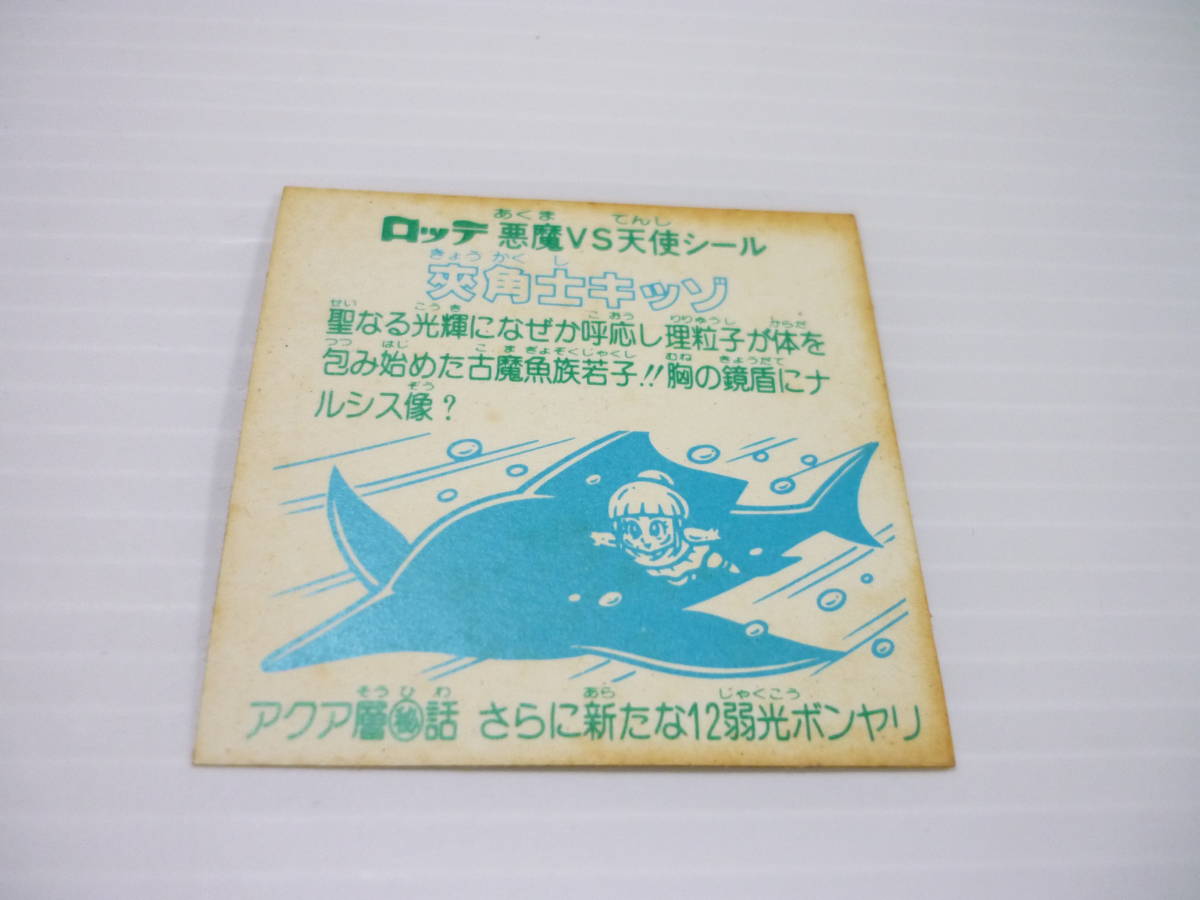 ロッテ 悪魔VS天使シール
夾角士キッソ
聖なる光輝になぜか呼応し理粒子が体を
包み始めた古魔魚族若子!!胸の鏡盾にナ
ルシス像?
アクア層㊙話 さらに新たな12弱光ボンヤリ